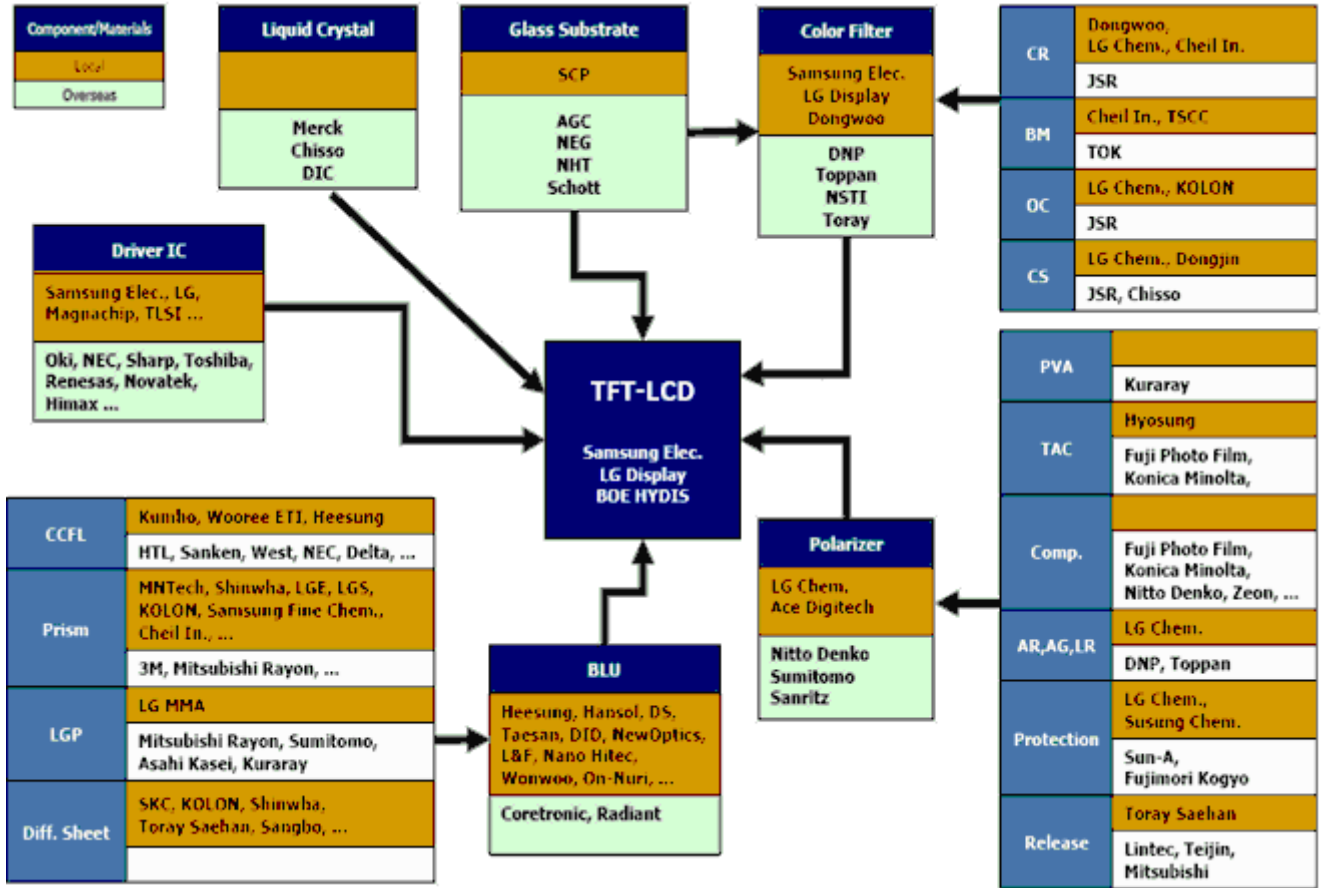 Component/Materials
Local
Overseas
Liquid Crystal
Merck
Chisso
DIC
Glass Substrate
SCP
AGC
NEG
NHT
Schott
Color Filter
Samsung Elec.
LG Display
Dongwoo
DNP
Toppan
NSTI
Toray
CR
Dongwoo,
LG Chem., Cheil In.
JSR
BM
Cheil In., TSCC
TOK
OC
LG Chem., KOLON
JSR
CS
LG Chem., Dongjin
JSR, Chisso
Driver IC
Samsung Elec., LG,
Magnachip, TLSI ...
Oki, NEC, Sharp, Toshiba,
Renesas, Novatek,
Himax ...
TFT-LCD
Samsung Elec.
LG Display
BOE HYDIS
PVA
Kuraray
TAC
Hyosung
Fuji Photo Film,
Konica Minolta,
Comp.
Fuji Photo Film,
Konica Minolta,
Nitto Denko, Zeon, ...
AR,AG,LR
LG Chem.
DNP, Toppan
Protection
LG Chem.,
Susung Chem.
Sun-A,
Fujimori Kogyo
Release
Toray Saehan
Lintec, Teijin,
Mitsubishi
Polarizer
LG Chem.
Ace Digitech
Nitto Denko
Sumitomo
Sanritz
CCFL
Kumho, Wooree ETI, Heesung
HTL, Sanken, West, NEC, Delta, ...
Prism
MNTech, Shinwha, LGE, LGS,
KOLON, Samsung Fine Chem.,
Cheil In., ...
3M, Mitsubishi Rayon, ...
LGP
LG MMA
Mitsubishi Rayon, Sumitomo,
Asahi Kasei, Kuraray
Diff. Sheet
SKC, KOLON, Shinwha,
Toray Saehan, Sangbo, ...
BLU
Heesung, Hansol, DS,
Taesan, DID, NewOptics,
L&F, Nano Hitec,
Wonwoo, On-Nuri, ...
Coretronic, Radiant